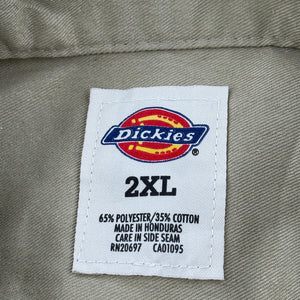 Dickies®
2XL
65% POLYESTER/35% COTTON
MADE IN HONDURAS
CARE IN SIDE SEAM
RN20697 CA01095